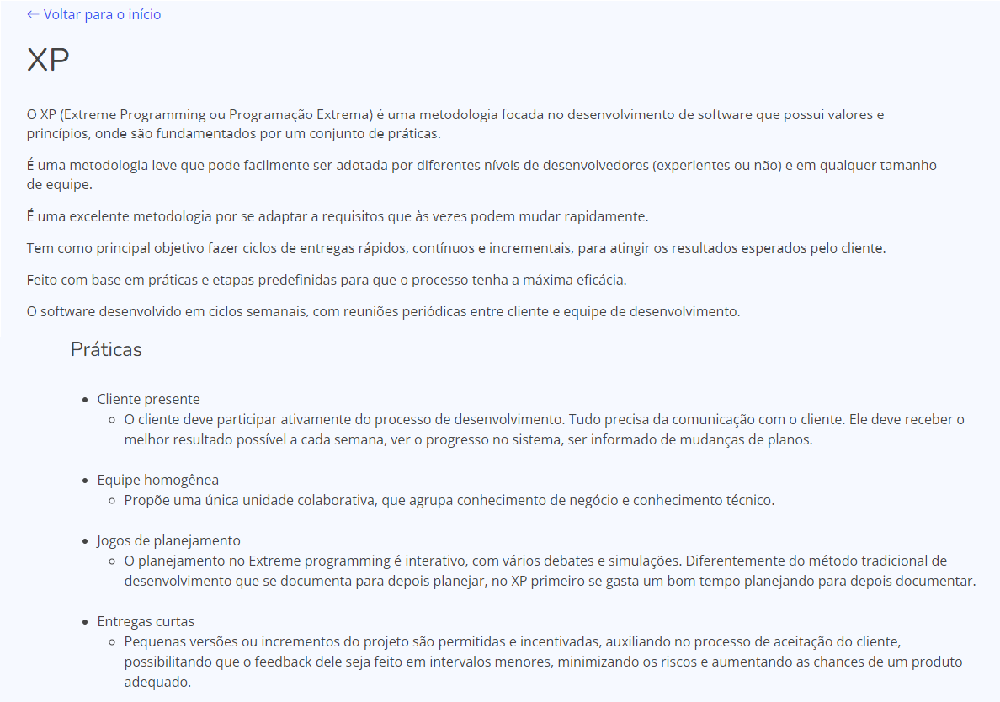 ← Voltar para o início
XP
O XP (Extreme Programming ou Programação Extrema) é uma metodologia focada no desenvolvimento de software que possui valores e
princípios, onde são fundamentados por um conjunto de práticas.
É uma metodologia leve que pode facilmente ser adotada por diferentes níveis de desenvolvedores (experientes ou não) e em qualquer tamanho
de equipe.
É uma excelente metodologia por se adaptar a requisitos que às vezes podem mudar rapidamente.
Tem como principal objetivo fazer ciclos de entregas rápidos, contínuos e incrementais, para atingir os resultados esperados pelo cliente.
Feito com base em práticas e etapas predefinidas para que o processo tenha a máxima eficácia.
O software desenvolvido em ciclos semanais, com reuniões periódicas entre cliente e equipe de desenvolvimento.
Práticas
• Cliente presente
◦ O cliente deve participar ativamente do processo de desenvolvimento. Tudo precisa da comunicação com o cliente. Ele deve receber o
melhor resultado possível a cada semana, ver o progresso no sistema, ser informado de mudanças de planos.
• Equipe homogênea
◦ Propõe uma única unidade colaborativa, que agrupa conhecimento de negócio e conhecimento técnico.
• Jogos de planejamento
◦ O planejamento no Extreme programming é interativo, com vários debates e simulações. Diferentemente do método tradicional de
desenvolvimento que se documenta para depois planejar, no XP primeiro se gasta um bom tempo planejando para depois documentar.
• Entregas curtas
◦ Pequenas versões ou incrementos do projeto são permitidas e incentivadas, auxiliando no processo de aceitação do cliente,
possibilitando que o feedback dele seja feito em intervalos menores, minimizando os riscos e aumentando as chances de um produto
adequado.